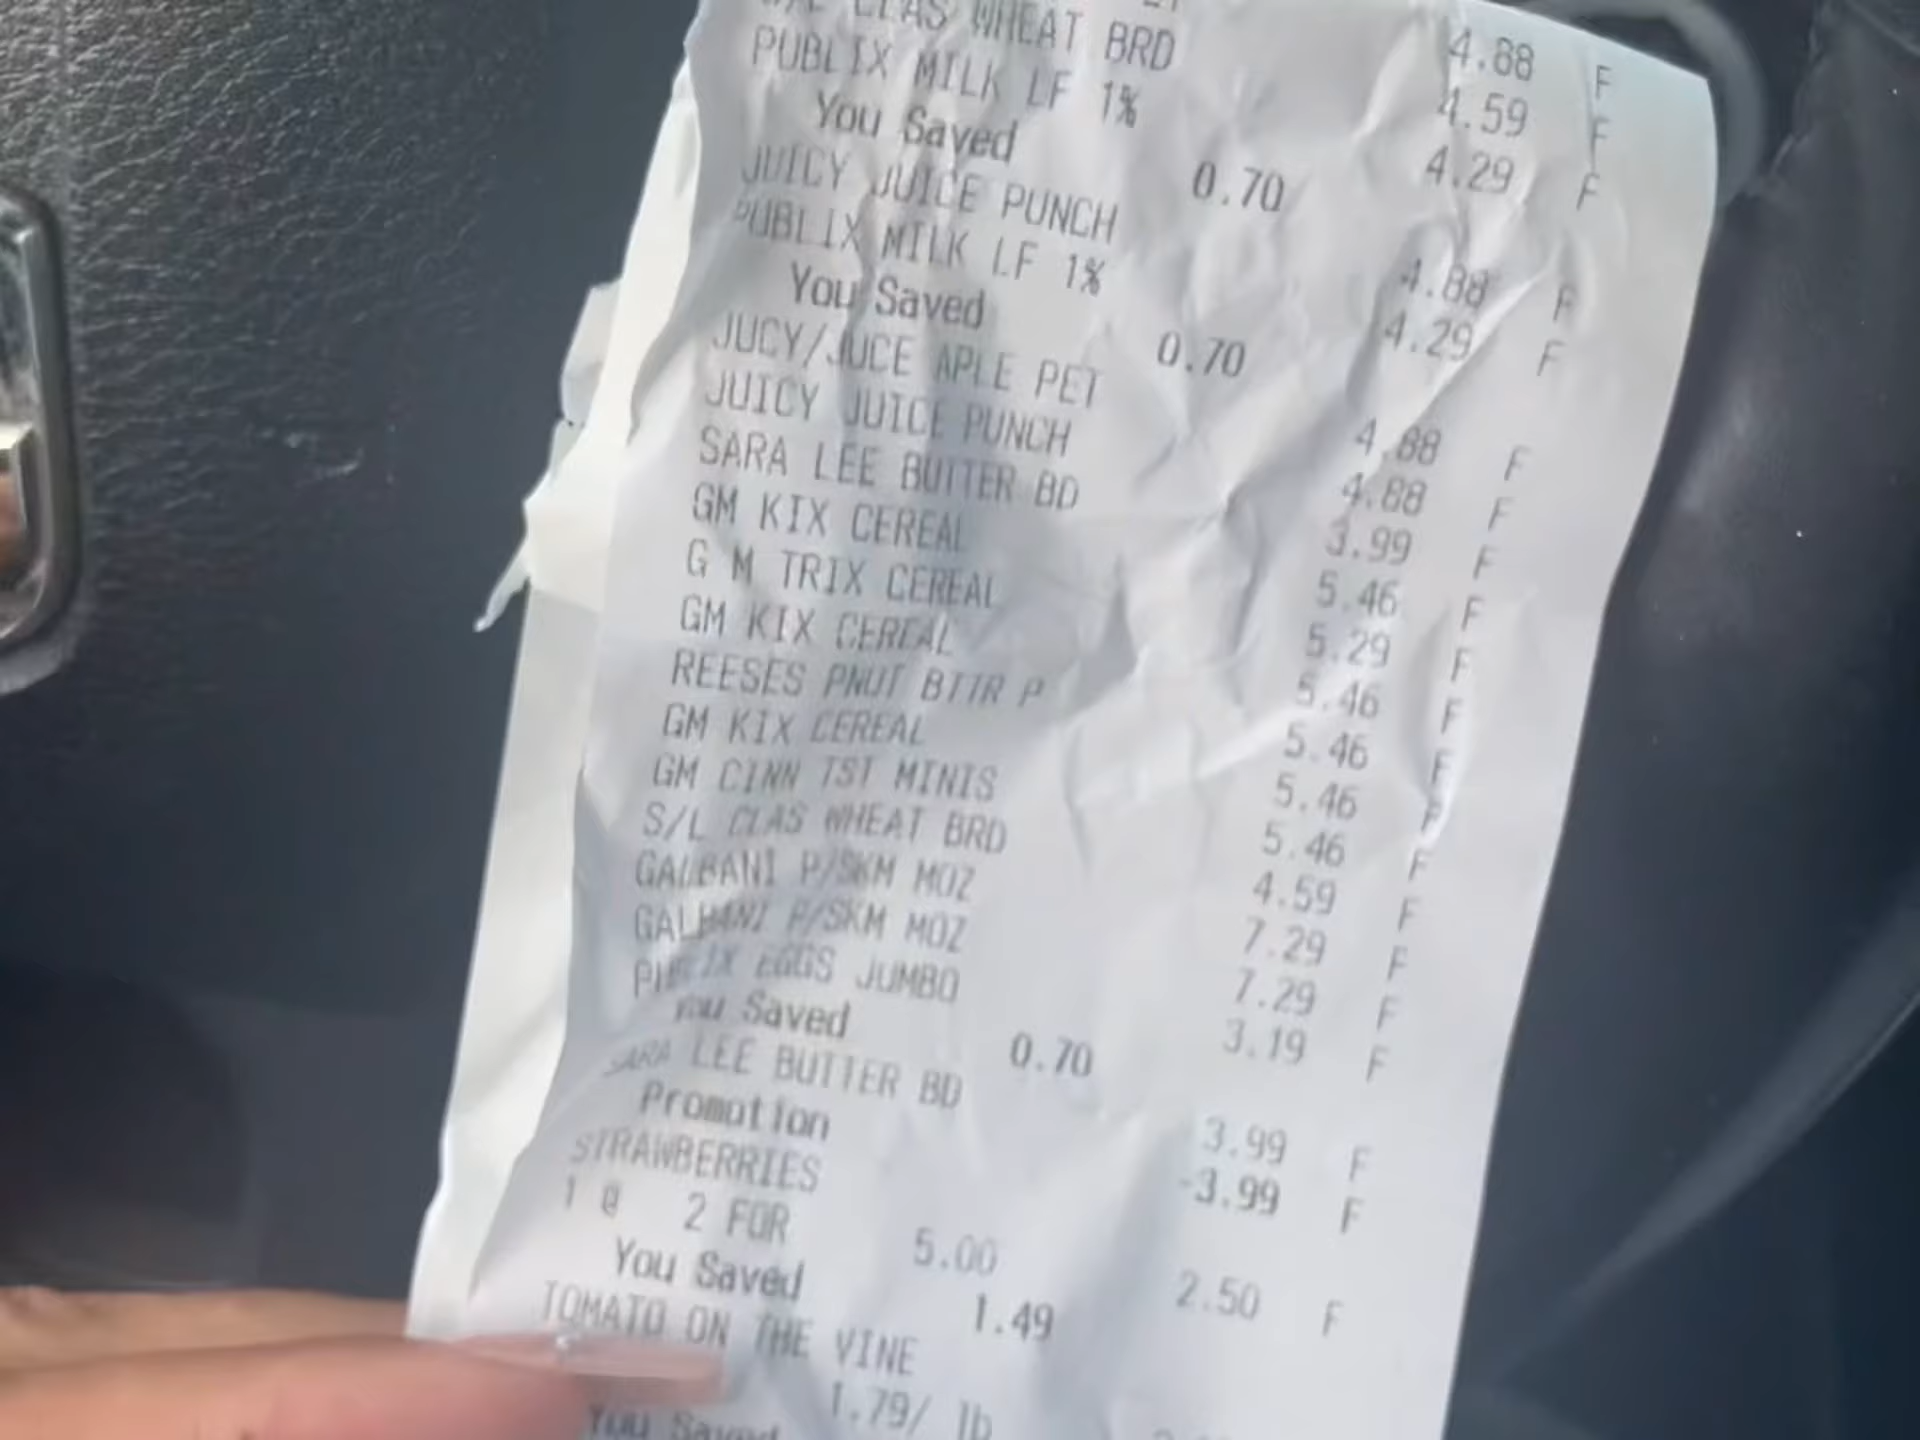 4.88 F
S/L CLAS WHEAT BRD 4.59 F
PUBLIX MILK LF 1% 4.29 F
You Saved 0.70
JUICY JUICE PUNCH 4.88 F
PUBLIX MILK LF 1% 4.29 F
You Saved 0.70
JUCY/JUCE APLE PET 4.88 F
JUICY JUICE PUNCH 4.88 F
SARA LEE BUTTER BD 3.99 F
GM KIX CEREAL 5.46 F
G M TRIX CEREAL 5.29 F
GM KIX CEREAL 5.46 F
REESES PNUT BTTR P 5.46 F
GM KIX CEREAL 5.46 F
GM CINN TST MINIS 5.46 F
S/L CLAS WHEAT BRD 4.59 F
GALBANI P/SKM MOZ 7.29 F
GALBANI P/SKM MOZ 7.29 F
PUBLIX EGGS JUMBO 3.19 F
You Saved 0.70
SARA LEE BUTTER BD 3.99 F
Promotion -3.99 F
STRAWBERRIES
1 @ 2 FOR 5.00 2.50 F
You Saved 1.49
TOMATO ON THE VINE
1.79/ lb
You Saved